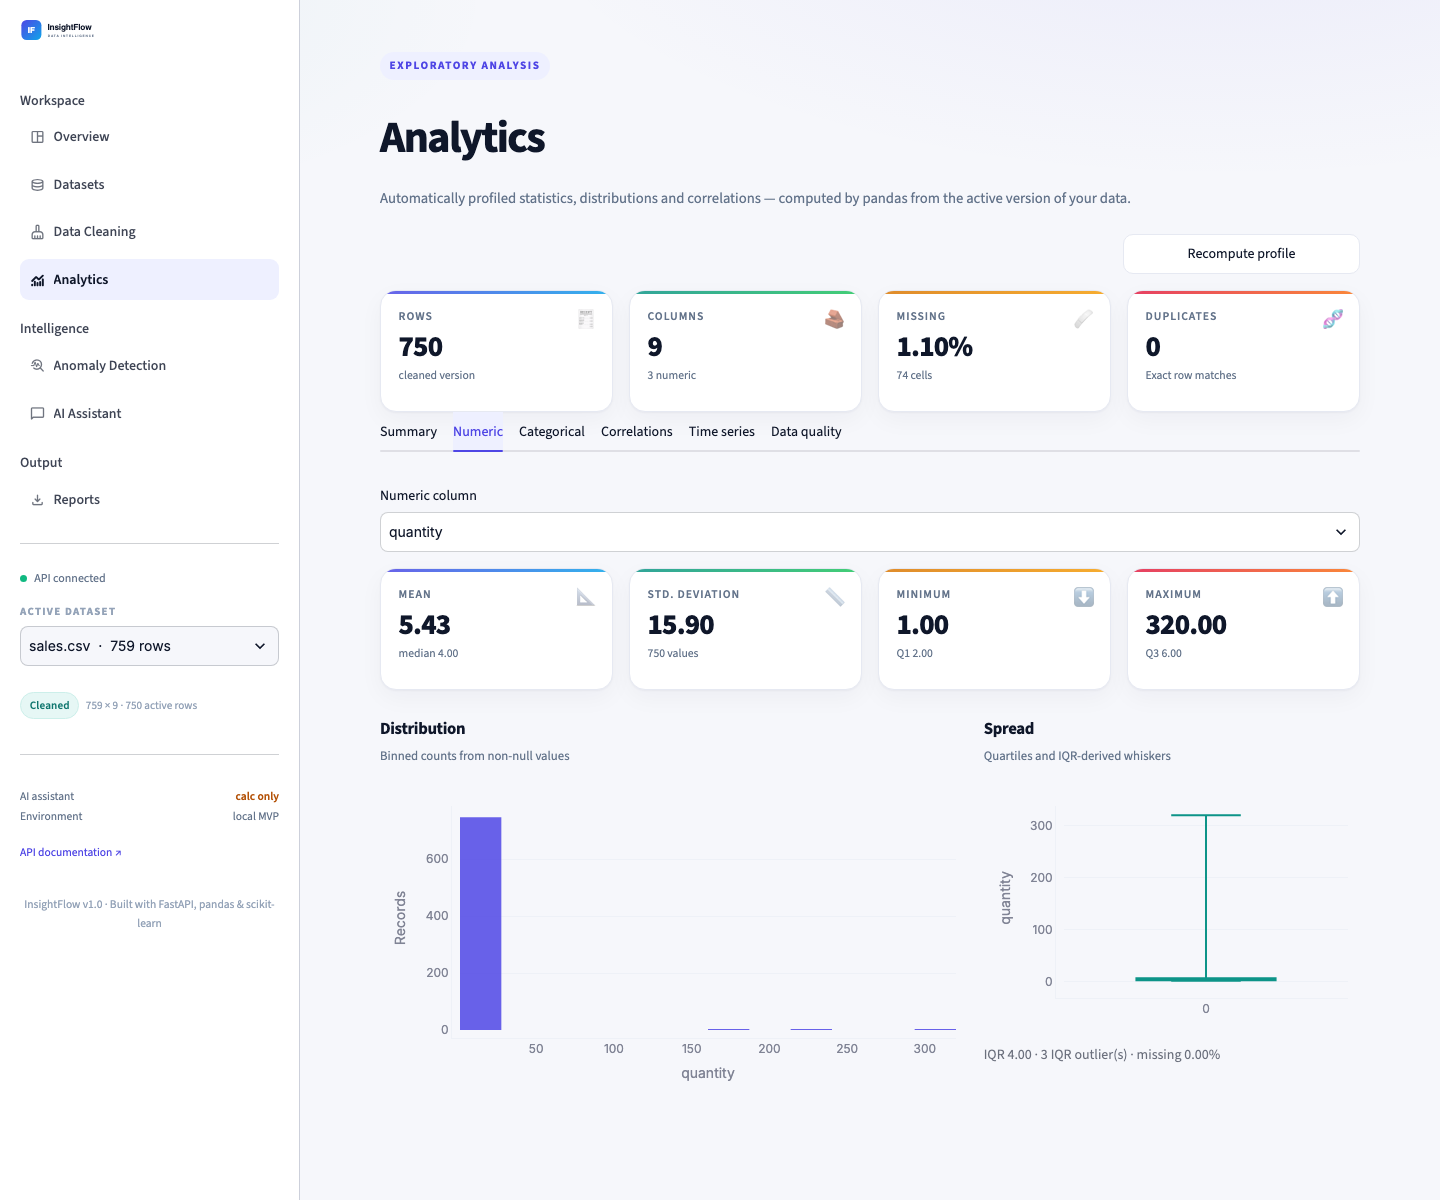 IF
InsightFlow
DATA INTELLIGENCE
Workspace
Overview
Datasets
Data Cleaning
Analytics
Intelligence
Anomaly Detection
AI Assistant
Output
Reports
API connected
ACTIVE DATASET
sales.csv · 759 rows
Cleaned
759 × 9 · 750 active rows
AI assistant
calc only
Environment
local MVP
API documentation ↗
InsightFlow v1.0 · Built with FastAPI, pandas & scikit-
learn
EXPLORATORY ANALYSIS
Analytics
Automatically profiled statistics, distributions and correlations — computed by pandas from the active version of your data.
Recompute profile
ROWS
750
cleaned version
COLUMNS
9
3 numeric
MISSING
1.10%
74 cells
DUPLICATES
0
Exact row matches
Summary
Numeric
Categorical
Correlations
Time series
Data quality
Numeric column
quantity
MEAN
5.43
median 4.00
STD. DEVIATION
15.90
750 values
MINIMUM
1.00
Q1 2.00
MAXIMUM
320.00
Q3 6.00
Distribution
Binned counts from non-null values
Records
600
400
200
0
50
100
150
200
250
300
quantity
Spread
Quartiles and IQR-derived whiskers
quantity
300
200
100
0
0
IQR 4.00 · 3 IQR outlier(s) · missing 0.00%